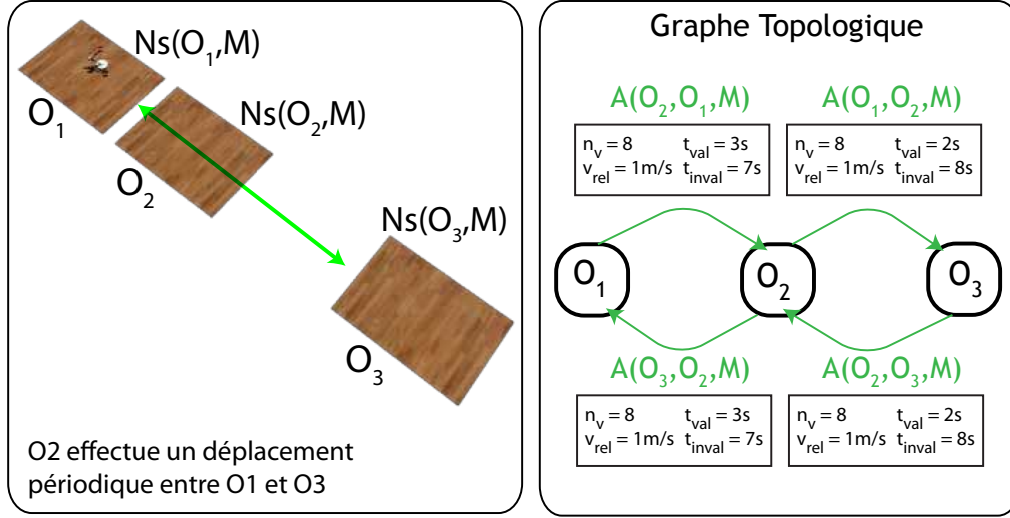 Ns(O1,M)
O1
Ns(O2,M)
O2
Ns(O3,M)
O3
O2 effectue un déplacement
périodique entre O1 et O3
Graphe Topologique
A(O2,O1,M) A(O1,O2,M)
nv = 8 tval = 3s
vrel = 1m/s tinval = 7s
nv = 8 tval = 2s
vrel = 1m/s tinval = 8s
O1 O2 O3
A(O3,O2,M) A(O2,O3,M)
nv = 8 tval = 3s
vrel = 1m/s tinval = 7s
nv = 8 tval = 2s
vrel = 1m/s tinval = 8s